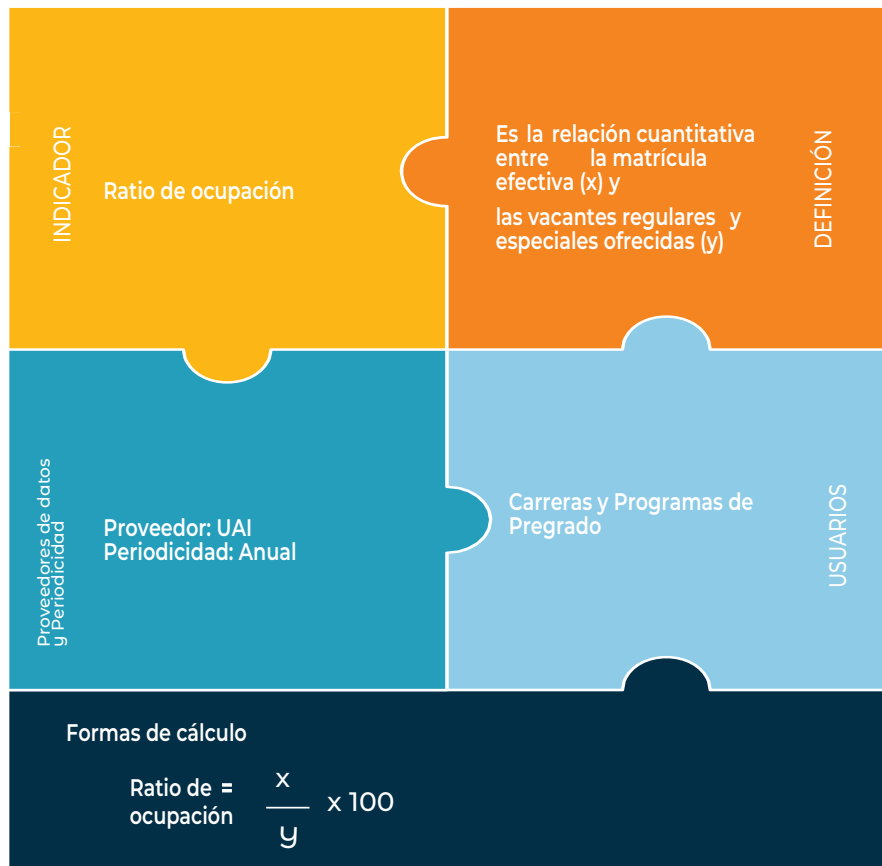 INDICADOR
Ratio de ocupación
Es la relación cuantitativa
entre la matrícula
efectiva (x) y
las vacantes regulares y
especiales ofrecidas (y)
DEFINICIÓN
Proveedores de datos
y Periodicidad
Proveedor: UAI
Periodicidad: Anual
Carreras y Programas de
Pregrado
USUARIOS
Formas de cálculo
Ratio de =
ocupación
x
y
x 100